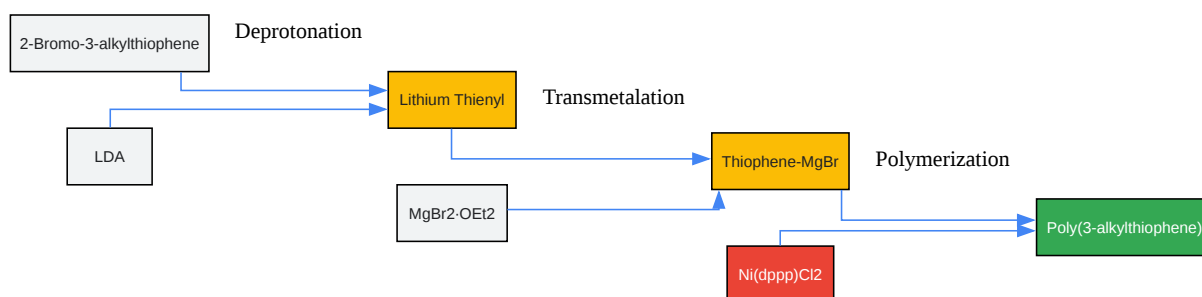 2-Bromo-3-alkylthiophene
Deprotonation
LDA
Lithium Thienyl
Transmetalation
MgBr2·OEt2
Thiophene-MgBr
Polymerization
Ni(dppp)Cl2
Poly(3-alkylthiophene)